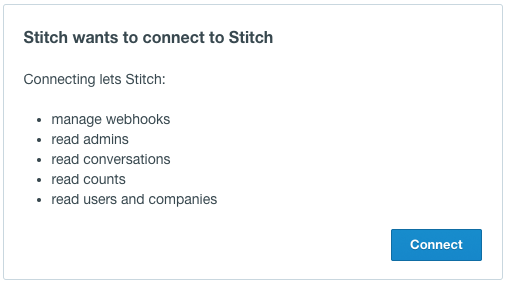 Stitch wants to connect to Stitch
Connecting lets Stitch:
• manage webhooks
• read admins
• read conversations
• read counts
• read users and companies
Connect